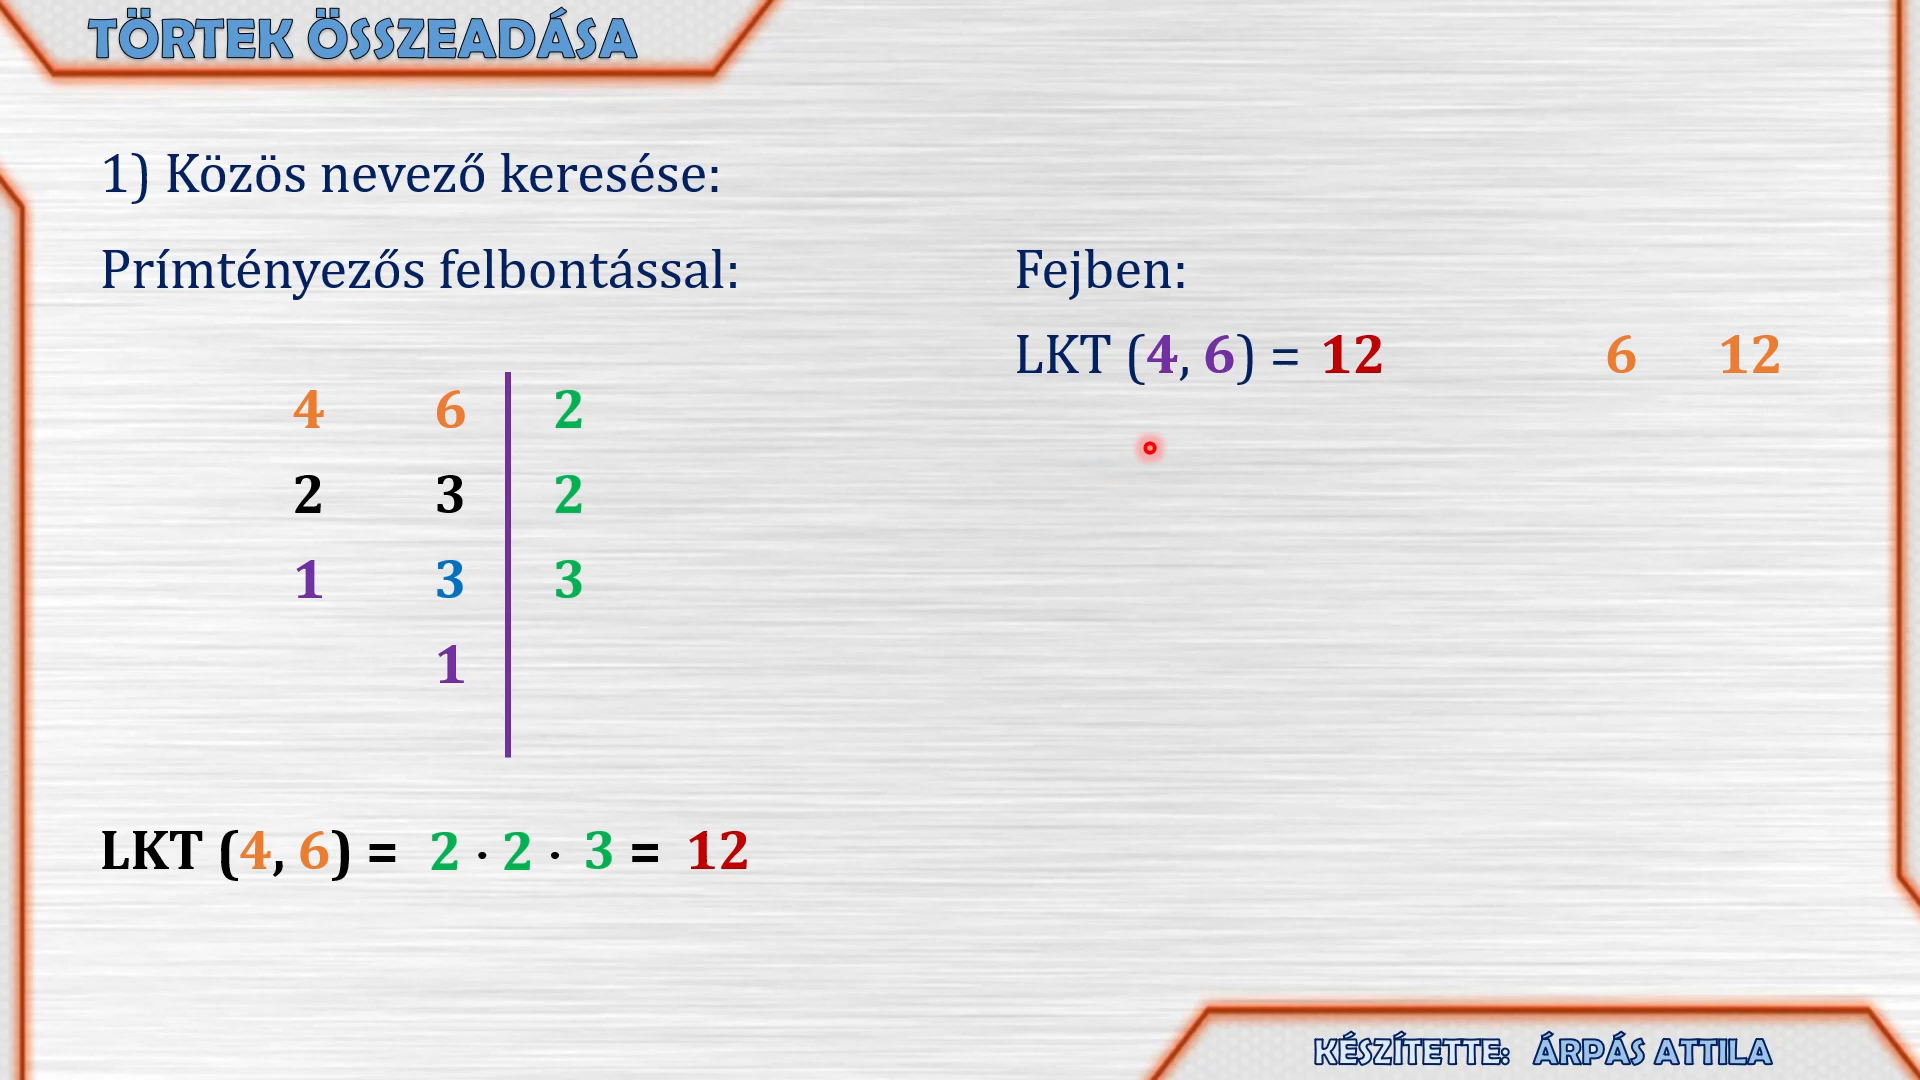 TÖRTEK ÖSSZEADÁSA
1) Közös nevező keresése:
Prímtényezős felbontással:
4 6 2
2 3 2
1 3 3
1
LKT (4, 6) = 2 · 2 · 3 = 12
Fejben:
LKT (4, 6) = 12 6 12
KÉSZÍTETTE: ÁRPÁS ATTILA